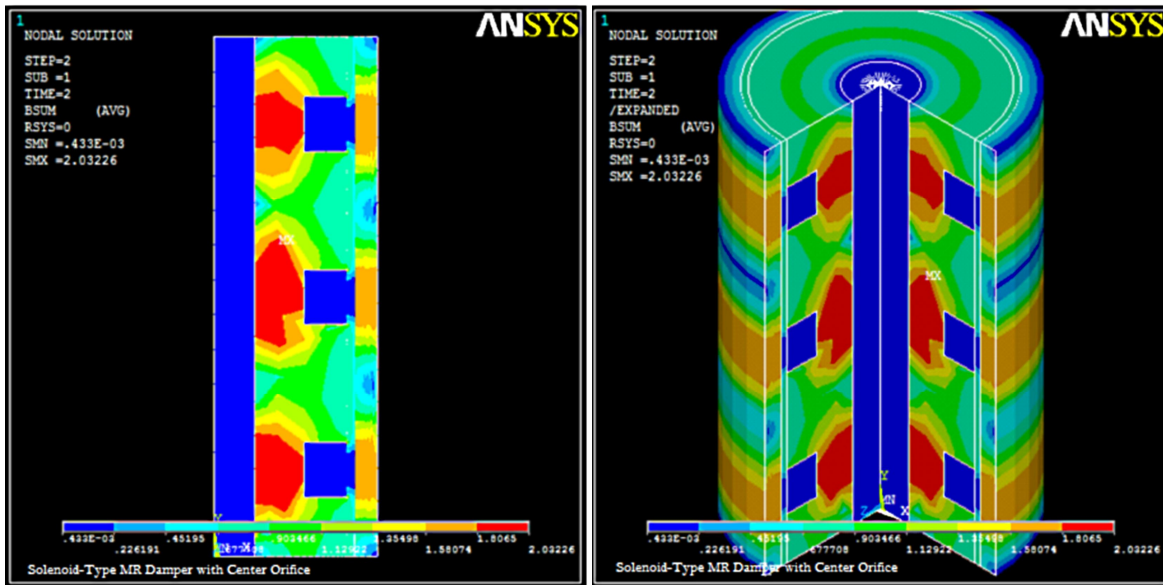 1
ANSYS
NODAL SOLUTION
STEP=2
SUB =1
TIME=2
BSUM (AVG)
RSYS=0
SMN =.433E-03
SMX =2.03226
MX
Y
X
.433E-03 .45195 .903466 1.35498 1.8065
.226191 .677708 1.12922 1.58074 2.03226
Solenoid-Type MR Damper with Center Orifice
1
ANSYS
NODAL SOLUTION
STEP=2
SUB =1
TIME=2
/EXPANDED
BSUM (AVG)
RSYS=0
SMN =.433E-03
SMX =2.03226
MX
Y
MN
Z X
.433E-03 .45195 .903466 1.35498 1.8065
.226191 .677708 1.12922 1.58074 2.03226
Solenoid-Type MR Damper with Center Orifice